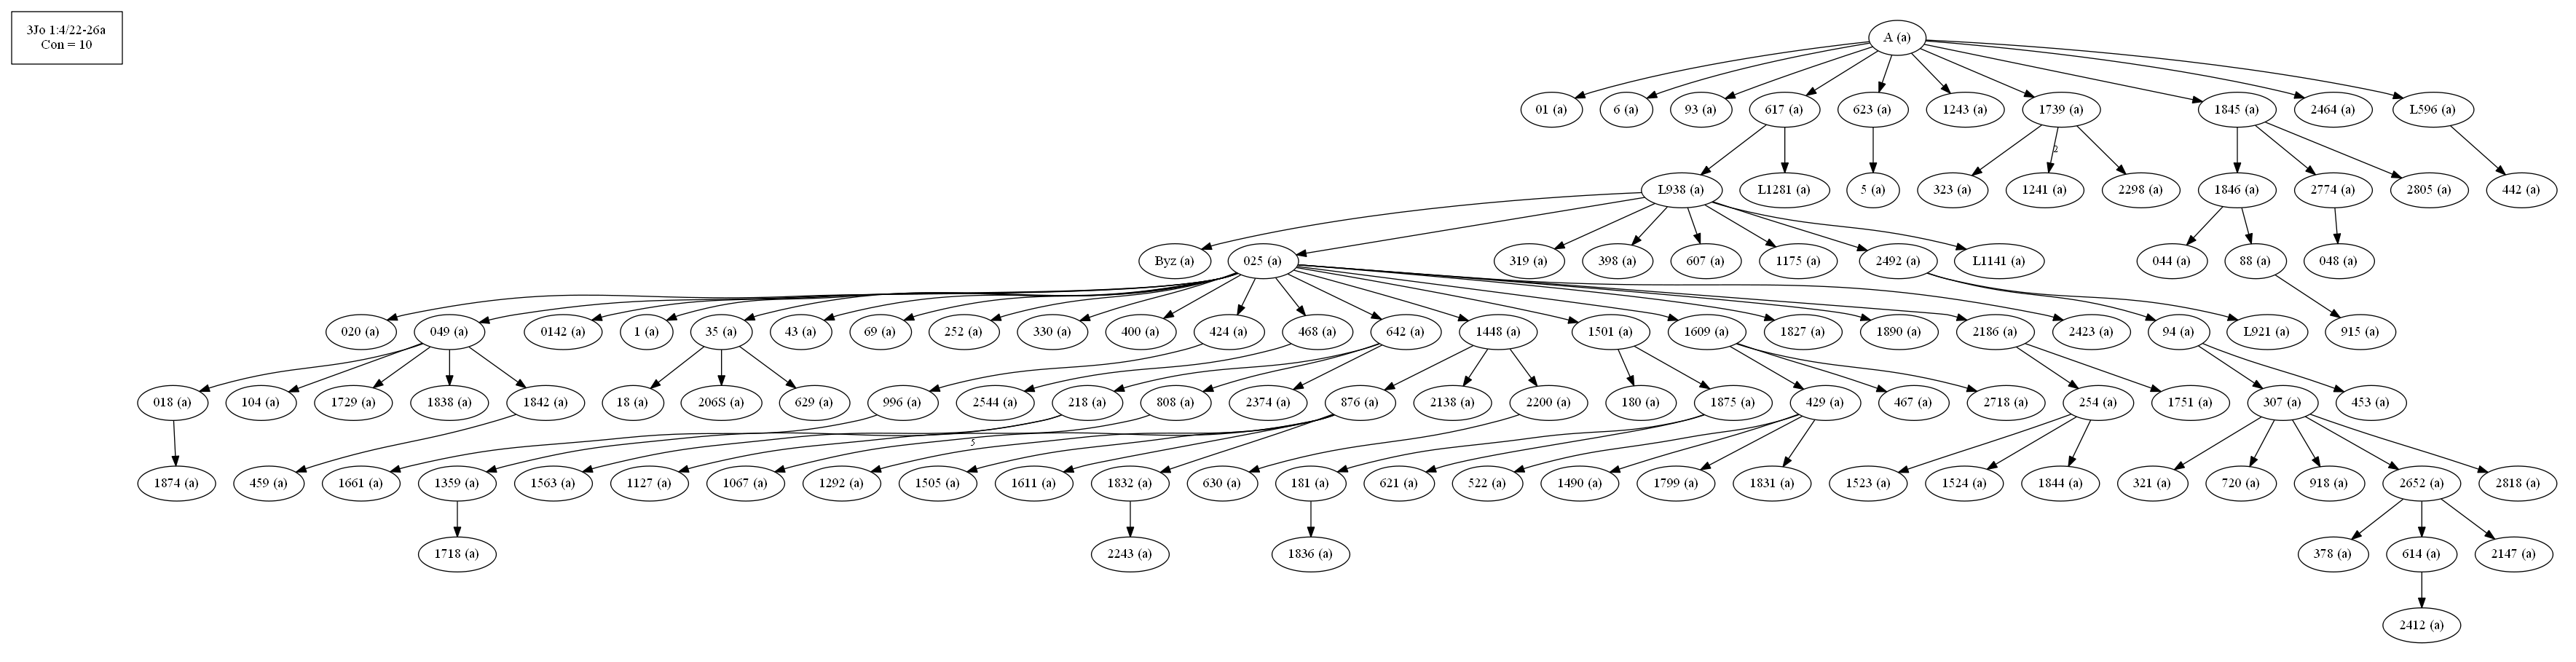 3Jo 1:4/22-26a
Con = 10
A (a)
01 (a)
6 (a)
93 (a)
617 (a)
623 (a)
1243 (a)
1739 (a)
1845 (a)
2464 (a)
L596 (a)
2
L938 (a)
L1281 (a)
5 (a)
323 (a)
1241 (a)
2298 (a)
1846 (a)
2774 (a)
2805 (a)
442 (a)
Byz (a)
025 (a)
319 (a)
398 (a)
607 (a)
1175 (a)
2492 (a)
L1141 (a)
044 (a)
88 (a)
048 (a)
020 (a)
049 (a)
0142 (a)
1 (a)
35 (a)
43 (a)
69 (a)
252 (a)
330 (a)
400 (a)
424 (a)
468 (a)
642 (a)
1448 (a)
1501 (a)
1609 (a)
1827 (a)
1890 (a)
2186 (a)
2423 (a)
94 (a)
L921 (a)
915 (a)
018 (a)
104 (a)
1729 (a)
1838 (a)
1842 (a)
18 (a)
206S (a)
629 (a)
996 (a)
2544 (a)
218 (a)
808 (a)
2374 (a)
876 (a)
2138 (a)
2200 (a)
180 (a)
1875 (a)
429 (a)
467 (a)
2718 (a)
254 (a)
1751 (a)
307 (a)
453 (a)
5
1874 (a)
459 (a)
1661 (a)
1359 (a)
1563 (a)
1127 (a)
1067 (a)
1292 (a)
1505 (a)
1611 (a)
1832 (a)
630 (a)
181 (a)
621 (a)
522 (a)
1490 (a)
1799 (a)
1831 (a)
1523 (a)
1524 (a)
1844 (a)
321 (a)
720 (a)
918 (a)
2652 (a)
2818 (a)
1718 (a)
2243 (a)
1836 (a)
378 (a)
614 (a)
2147 (a)
2412 (a)